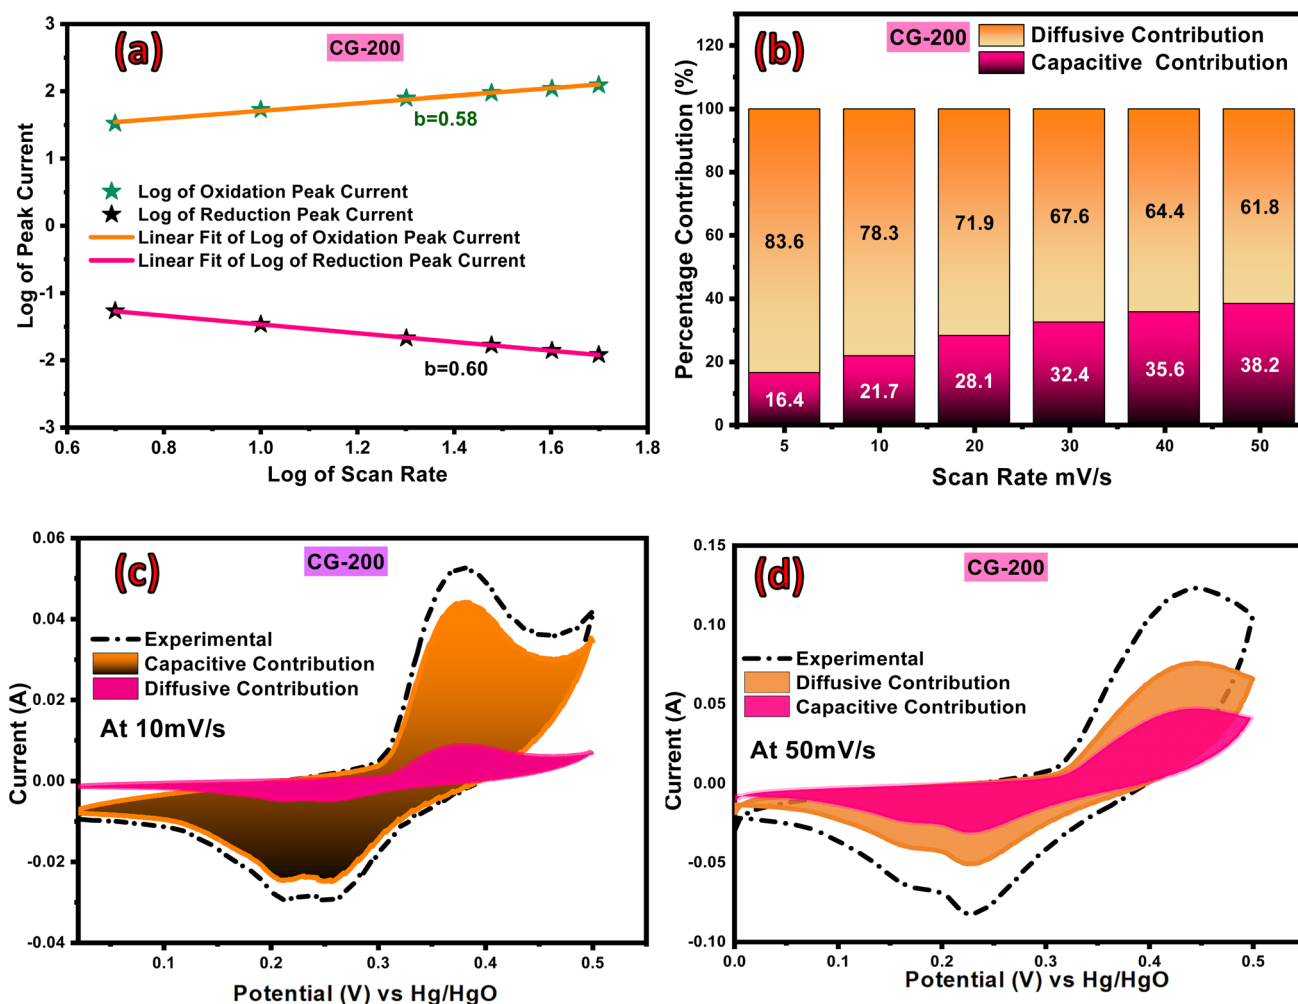 (a)
CG-200
3
2
1
0
-1
-2
-3
b=0.58
Log of Oxidation Peak Current
Log of Reduction Peak Current
Linear Fit of Log of Oxidation Peak Current
Linear Fit of Log of Reduction Peak Current
b=0.60
0.6 0.8 1.0 1.2 1.4 1.6 1.8
Log of Scan Rate
Log of Peak Current
(b)
CG-200
Diffusive Contribution
Capacitive Contribution
120
100
80
60
40
20
0
83.6 78.3 71.9 67.6 64.4 61.8
16.4 21.7 28.1 32.4 35.6 38.2
5 10 20 30 40 50
Scan Rate mV/s
Percentage Contribution (%)
(c)
CG-200
0.06
0.04
0.02
0.00
-0.02
-0.04
Experimental
Capacitive Contribution
Diffusive Contribution
At 10mV/s
0.1 0.2 0.3 0.4 0.5
Potential (V) vs Hg/HgO
Current (A)
(d)
CG-200
0.15
0.10
0.05
0.00
-0.05
-0.10
Experimental
Diffusive Contribution
Capacitive Contribution
At 50mV/s
0.0 0.1 0.2 0.3 0.4 0.5
Potential (V) vs Hg/HgO
Current (A)